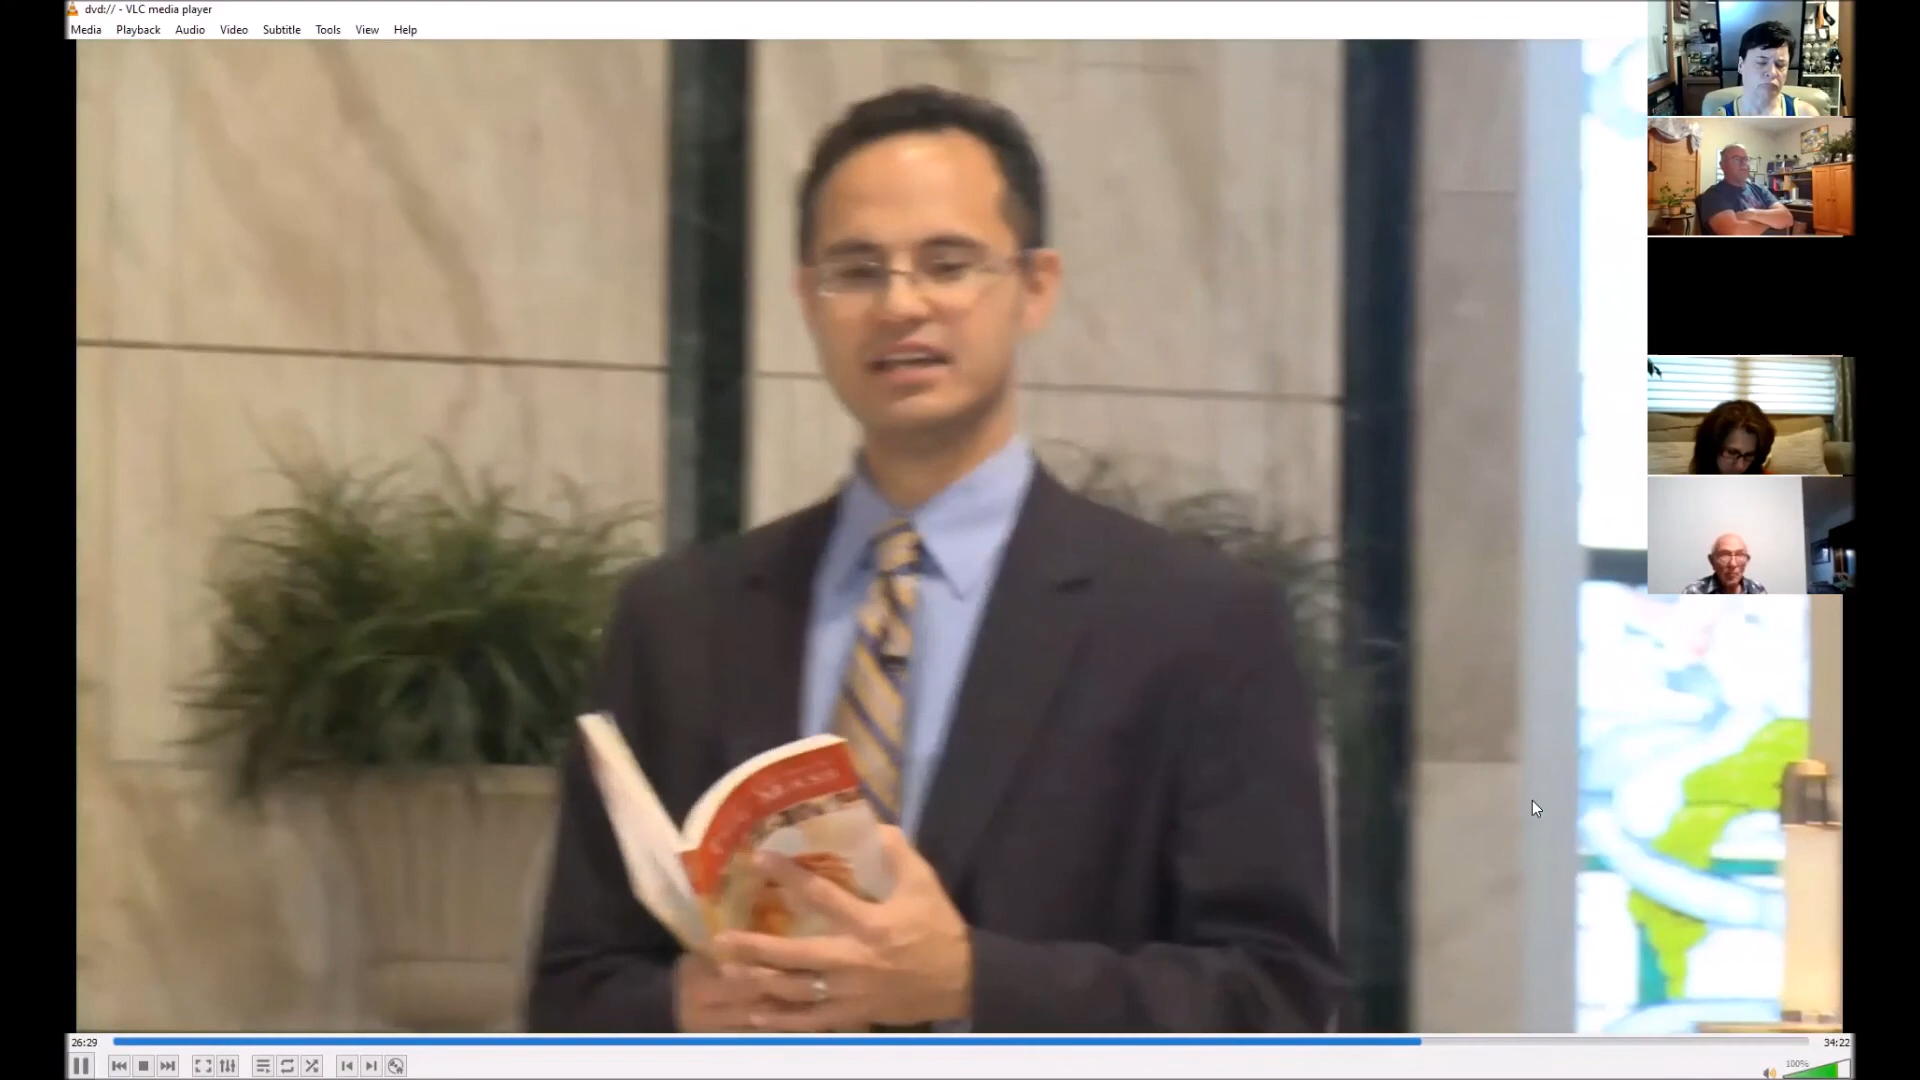 dvd:// - VLC media player
Media Playback Audio Video Subtitle Tools View Help
26:29
34:22
100%